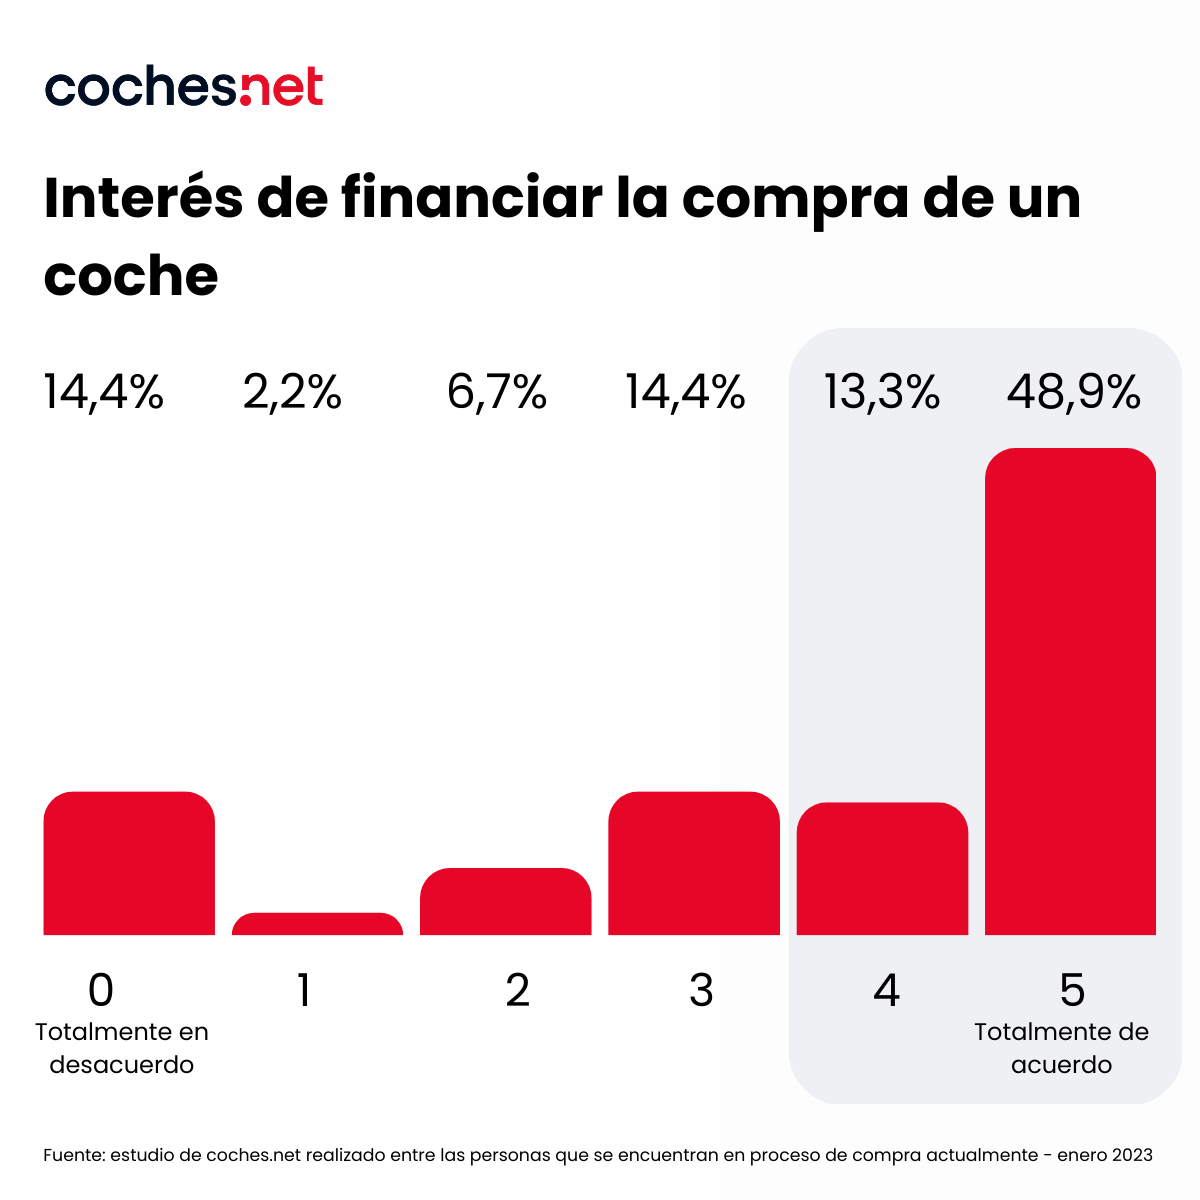 coches.net
Interés de financiar la compra de un
coche
14,4% 2,2% 6,7% 14,4% 13,3% 48,9%
0 1 2 3 4 5
Totalmente en Totalmente de
desacuerdo acuerdo
Fuente: estudio de coches.net realizado entre las personas que se encuentran en proceso de compra actualmente - enero 2023